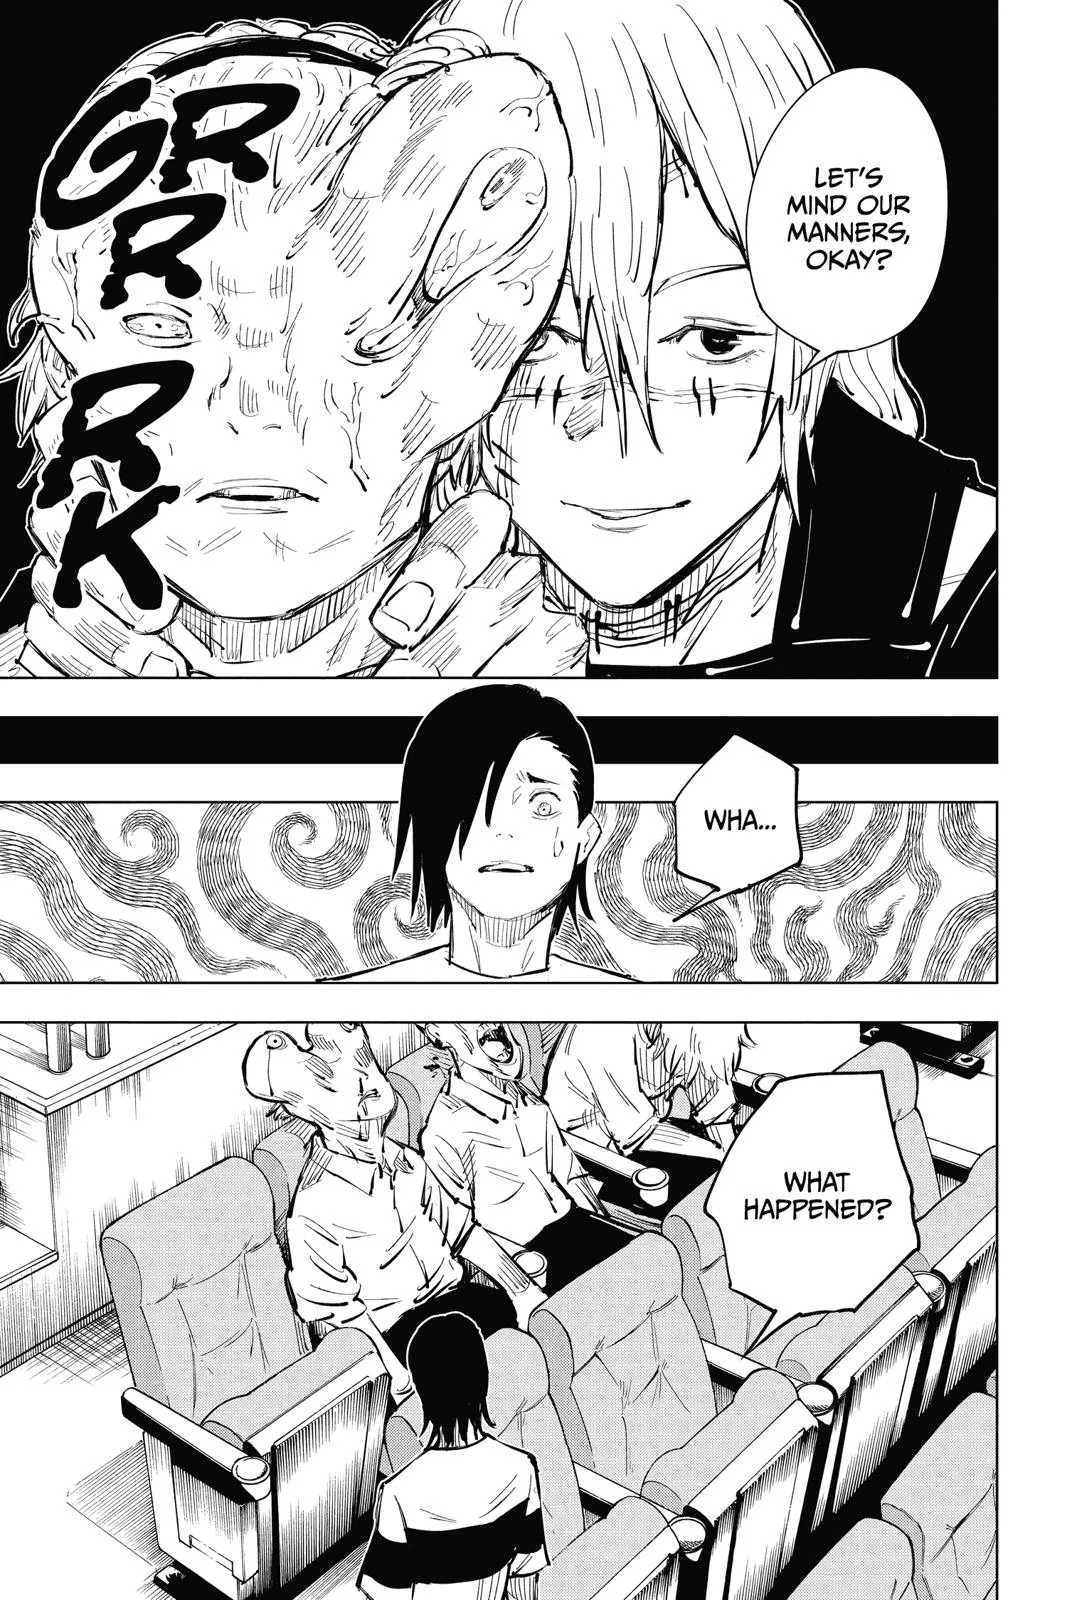 GR
R
R
K
LET'S
MIND OUR
MANNERS,
OKAY?
WHA...
WHAT
HAPPENED?